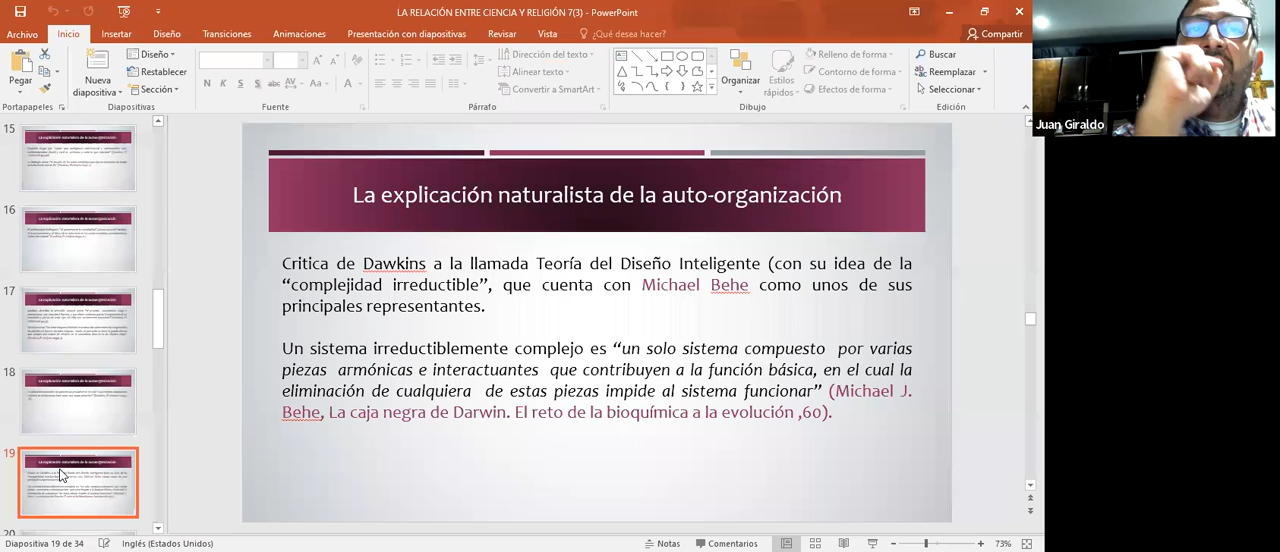 LA RELACIÓN ENTRE CIENCIA Y RELIGIÓN 7(3) - PowerPoint
Archivo Inicio Insertar Diseño Transiciones Animaciones Presentación con diapositivas Revisar Vista ¿Qué desea hacer? Compartir
Pegar
Portapapeles
Nueva diapositiva
Diseño
Restablecer
Sección
Diapositivas
N K S S abc AV Aa A
Fuente
Dirección del texto
Alinear texto
Convertir a SmartArt
Párrafo
Organizar
Estilos rápidos
Relleno de forma
Contorno de forma
Efectos de forma
Dibujo
Buscar
Reemplazar
Seleccionar
Edición
Juan Giraldo
15
16
17
18
19
20
La explicación naturalista de la auto-organización
Critica de Dawkins a la llamada Teoría del Diseño Inteligente (con su idea de la
“complejidad irreductible”, que cuenta con Michael Behe como unos de sus
principales representantes.
Un sistema irreductiblemente complejo es “un solo sistema compuesto por varias
piezas armónicas e interactuantes que contribuyen a la función básica, en el cual la
eliminación de cualquiera de estas piezas impide al sistema funcionar (Michael J.
Behe, La caja negra de Darwin. El reto de la bioquímica a la evolución ,60).
Diapositiva 19 de 34 Inglés (Estados Unidos) Notas Comentarios 73%